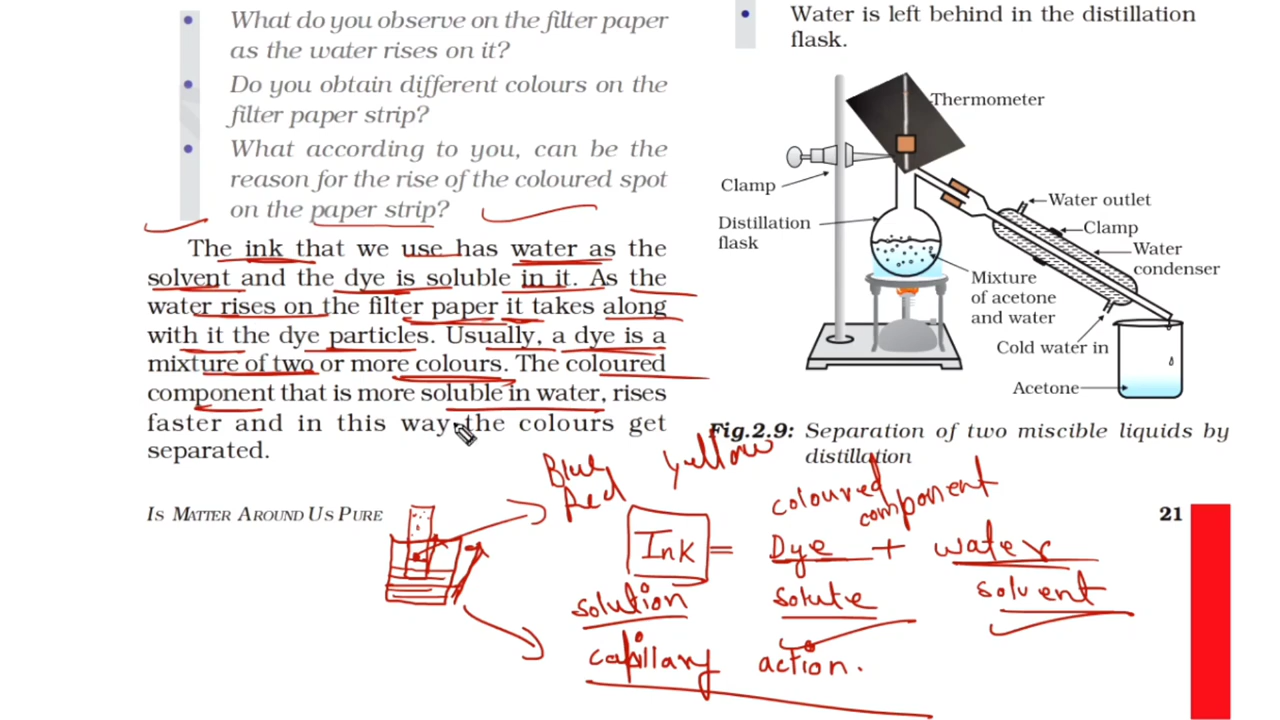 • What do you observe on the filter paper
as the water rises on it?
• Do you obtain different colours on the
filter paper strip?
• What according to you, can be the
reason for the rise of the coloured spot
on the paper strip?
The ink that we use has water as the
solvent and the dye is soluble in it. As the
water rises on the filter paper it takes along
with it the dye particles. Usually, a dye is a
mixture of two or more colours. The coloured
component that is more soluble in water, rises
faster and in this way the colours get
separated.
IS MATTER AROUND US PURE
• Water is left behind in the distillation
flask.
Thermometer
Clamp
Distillation
flask
Water outlet
Clamp
Water
condenser
Mixture
of acetone
and water
Cold water in
Acetone
Fig.2.9: Separation of two miscible liquids by
distillation
21
Blue, Yellow
Red
coloured
component
Ink = Dye + water
solution solute solvent
capillary action.